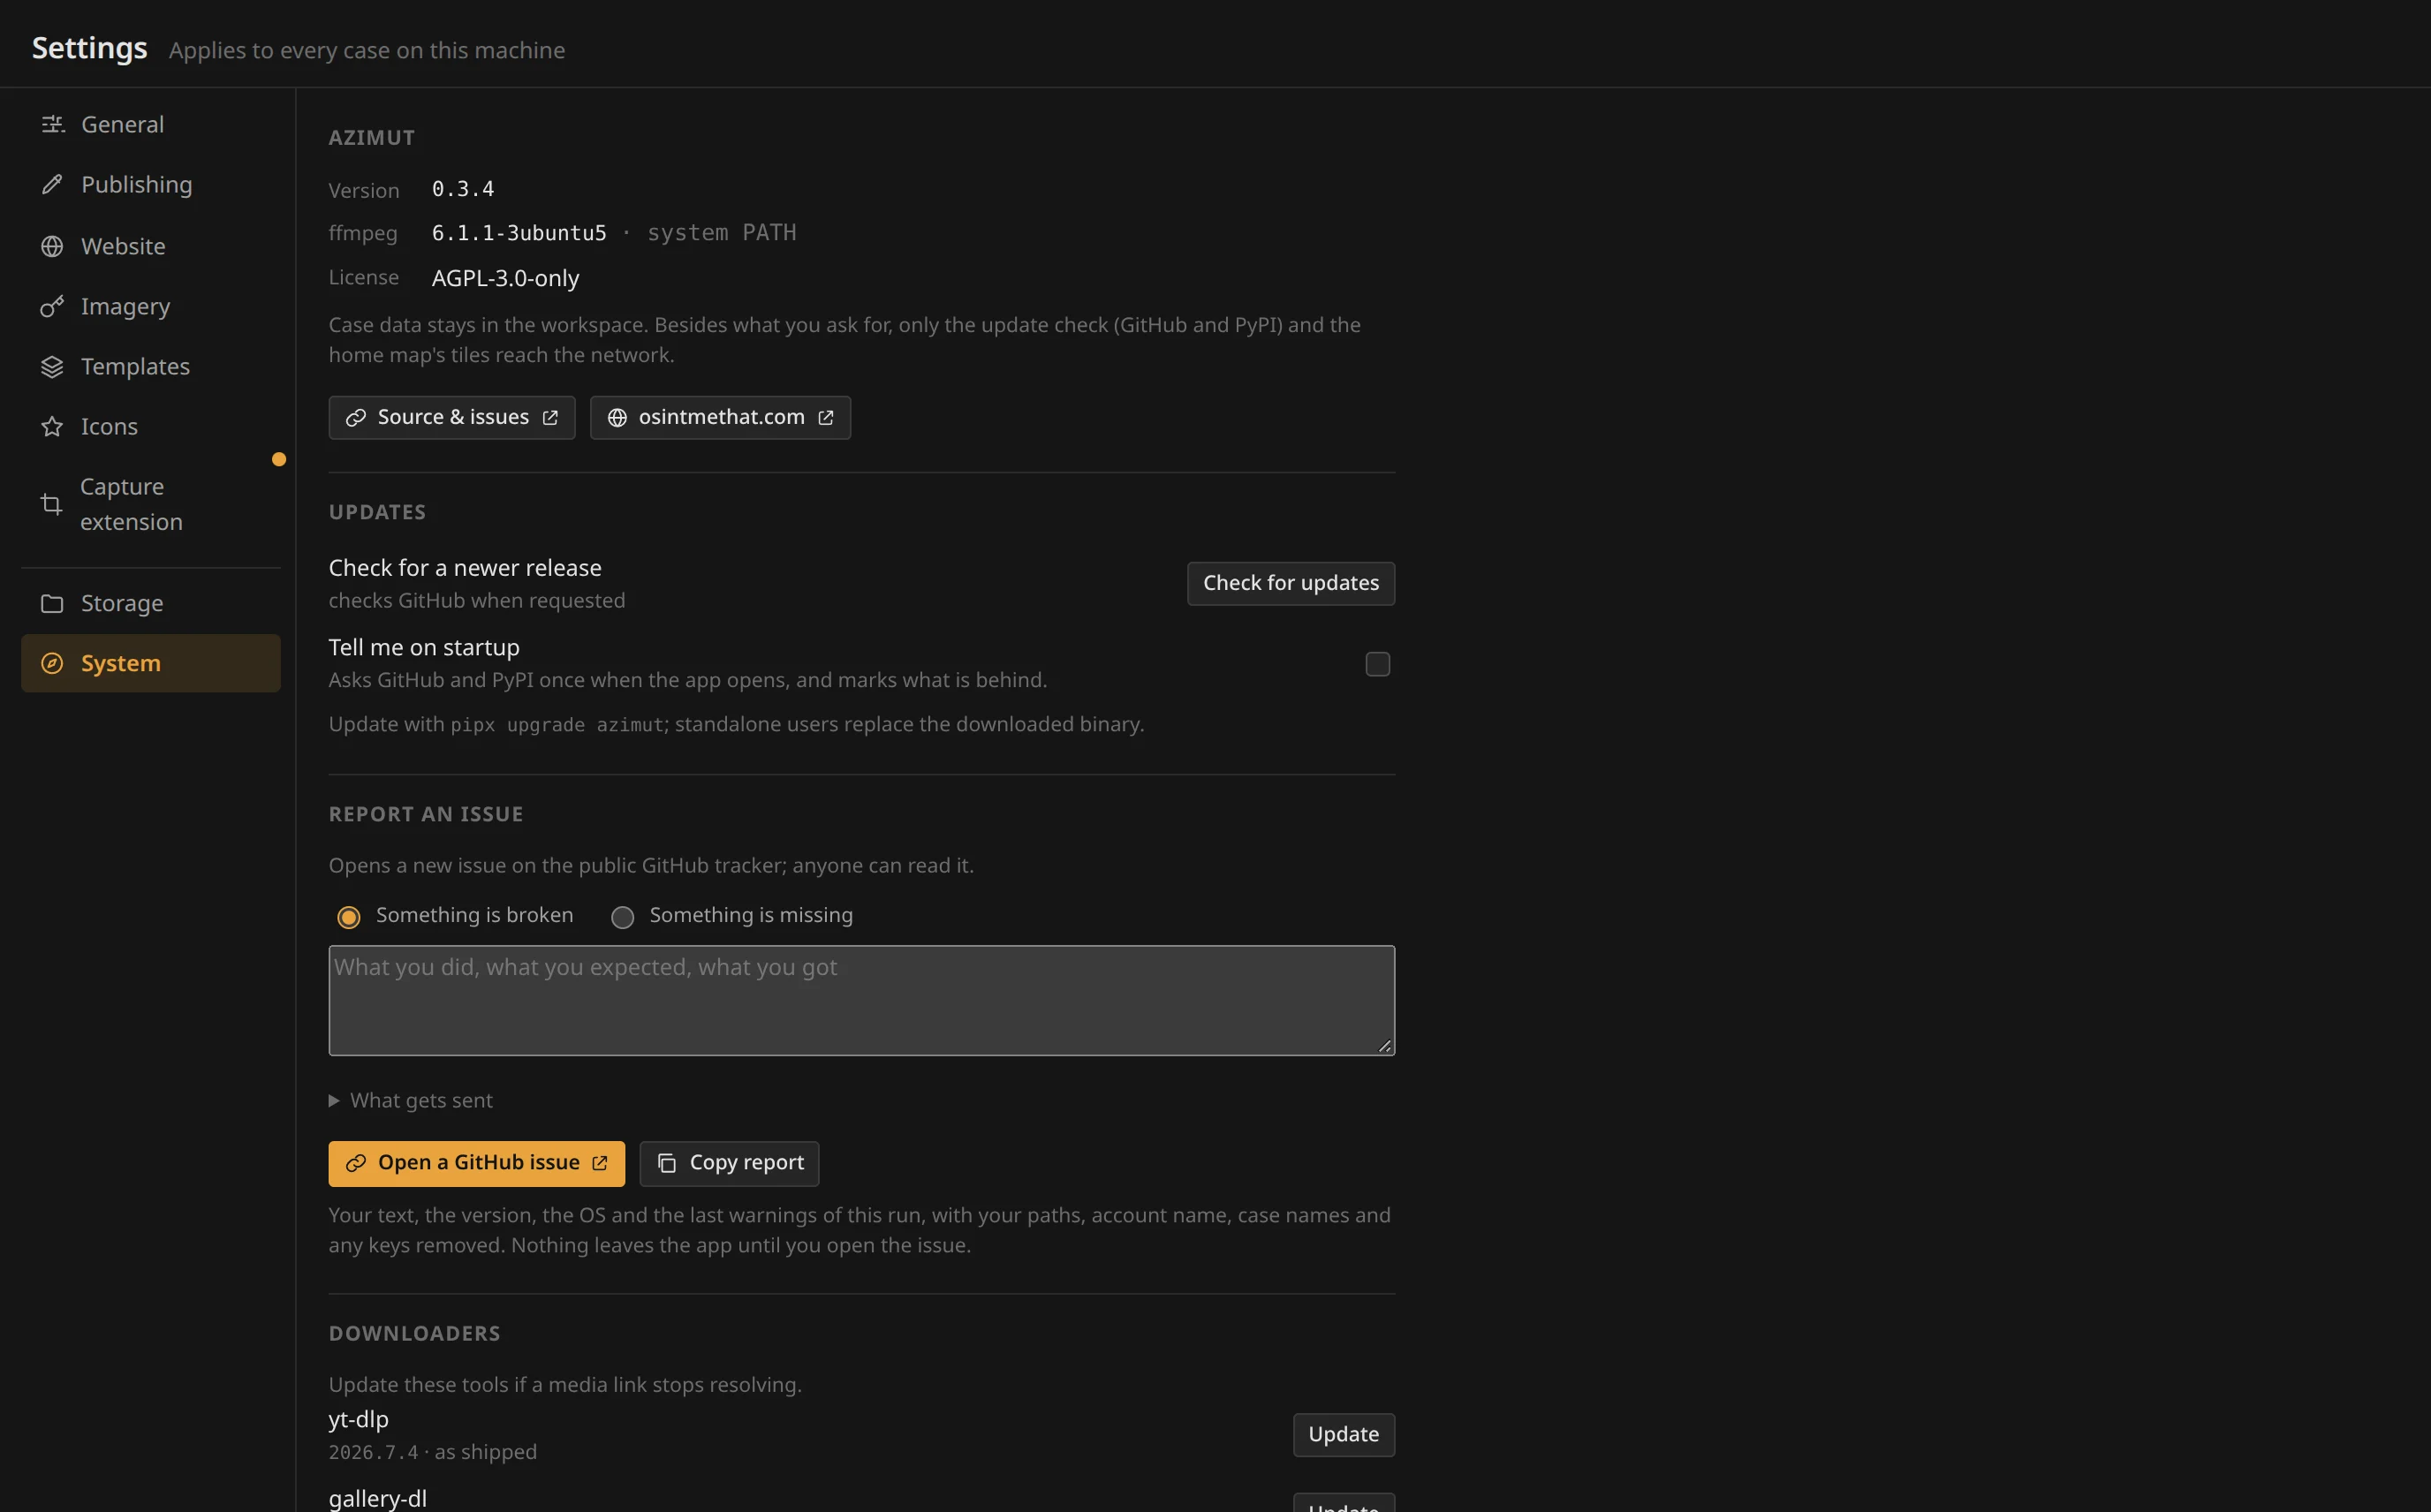 Settings Applies to every case on this machine
General
Publishing
Website
Imagery
Templates
Icons
Capture
extension
Storage
System
AZIMUT
Version 0.3.4
ffmpeg 6.1.1-3ubuntu5 · system PATH
License AGPL-3.0-only
Case data stays in the workspace. Besides what you ask for, only the update check (GitHub and PyPI) and the
home map's tiles reach the network.
Source & issues osintmethat.com
UPDATES
Check for a newer release
checks GitHub when requested
Check for updates
Tell me on startup
Asks GitHub and PyPI once when the app opens, and marks what is behind.
Update with pipx upgrade azimut; standalone users replace the downloaded binary.
REPORT AN ISSUE
Opens a new issue on the public GitHub tracker; anyone can read it.
Something is broken Something is missing
What you did, what you expected, what you got
What gets sent
Open a GitHub issue Copy report
Your text, the version, the OS and the last warnings of this run, with your paths, account name, case names and
any keys removed. Nothing leaves the app until you open the issue.
DOWNLOADERS
Update these tools if a media link stops resolving.
yt-dlp
2026.7.4 · as shipped
Update
gallery-dl
Update